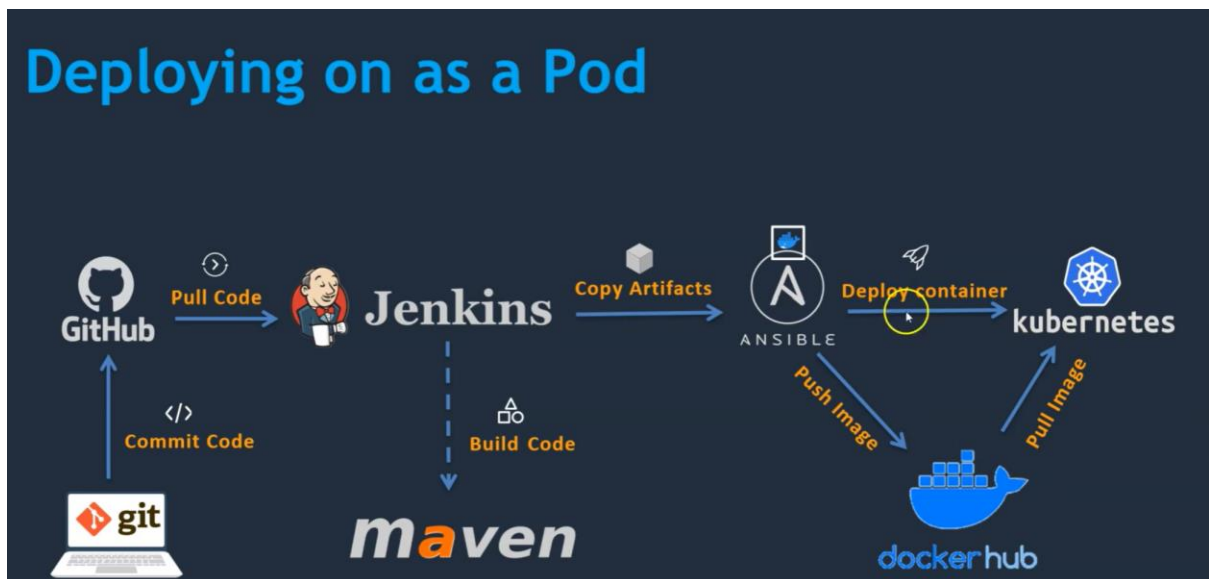 Deploying on as a Pod
GitHub
Pull Code
Jenkins
Copy Artifacts
ANSIBLE
Deploy container
kubernetes
</>
Commit Code
Build Code
Push Image
Pull Image
git
maven
dockerhub